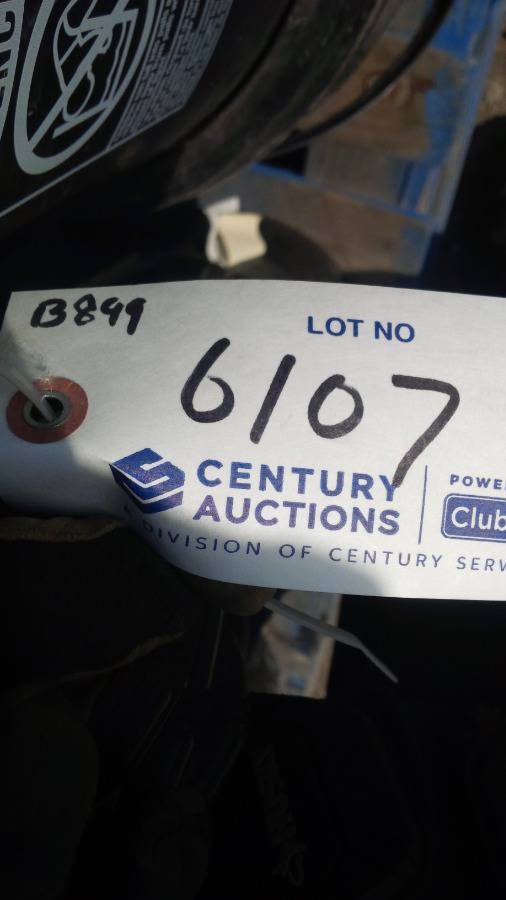 B899
LOT NO
6107
CENTURY
AUCTIONS
POWE
Club
DIVISION OF CENTURY SERV